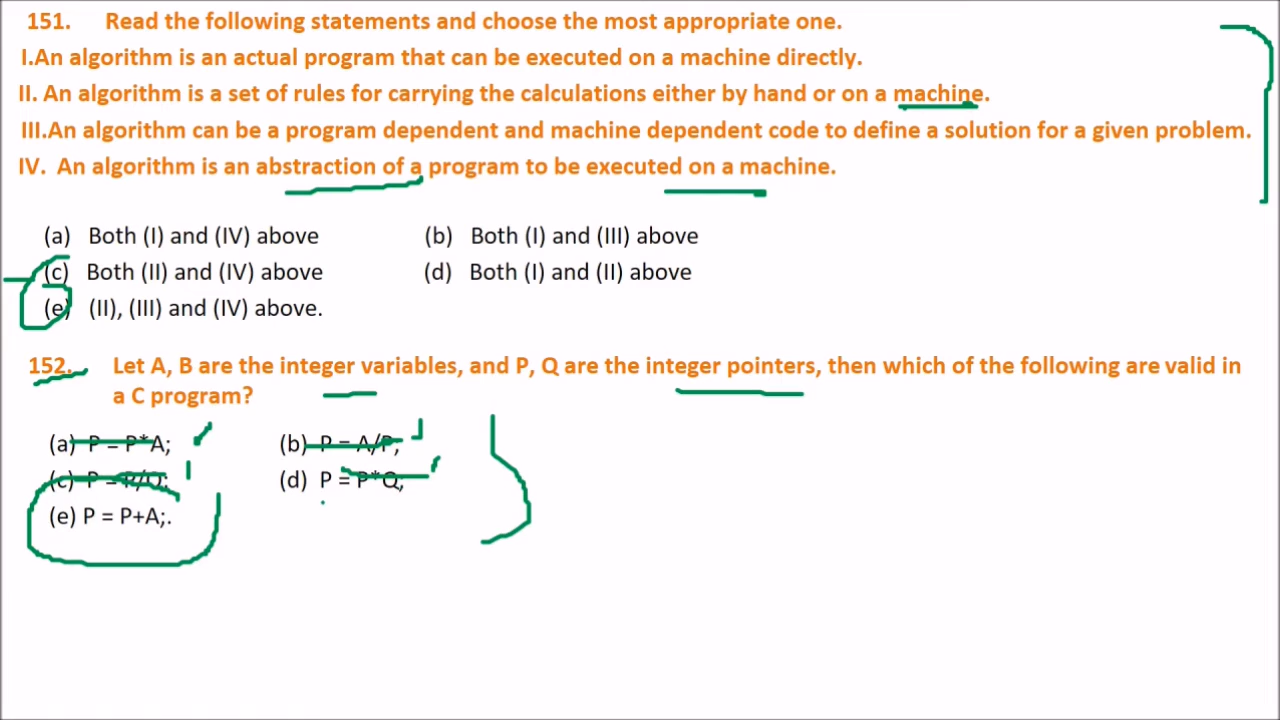 151. Read the following statements and choose the most appropriate one.
I.An algorithm is an actual program that can be executed on a machine directly.
II. An algorithm is a set of rules for carrying the calculations either by hand or on a machine.
III.An algorithm can be a program dependent and machine dependent code to define a solution for a given problem.
IV. An algorithm is an abstraction of a program to be executed on a machine.
(a) Both (I) and (IV) above (b) Both (I) and (III) above
(c) Both (II) and (IV) above (d) Both (I) and (II) above
(e) (II), (III) and (IV) above.
152. Let A, B are the integer variables, and P, Q are the integer pointers, then which of the following are valid in
a C program?
(a) P = P*A; (b) P = A/P;
(c) P = P/Q; (d) P = P*Q;
(e) P = P+A;.